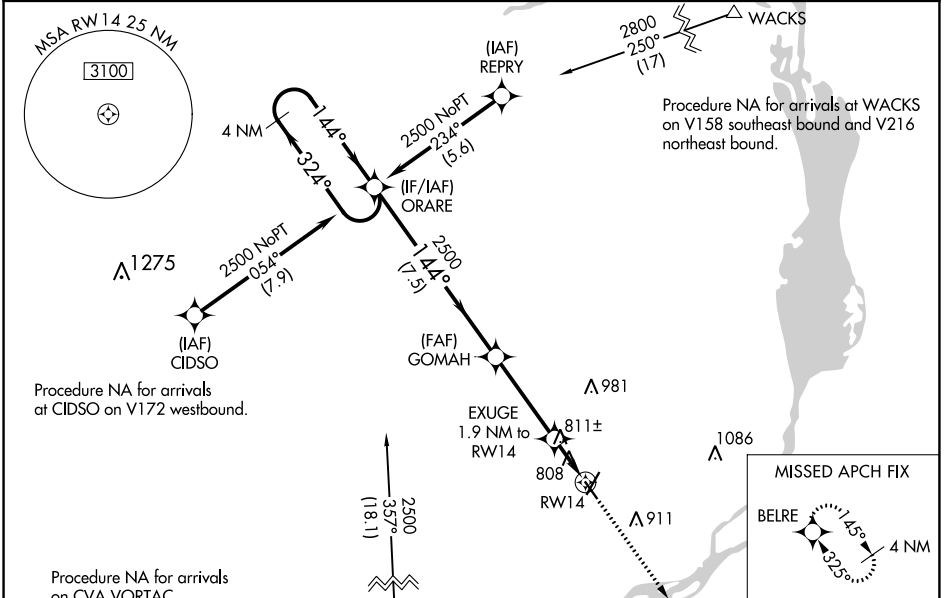 MSA RW14 25 NM
3100
2800
250°
(17)
WACKS
(IAF)
REPRY
Procedure NA for arrivals at WACKS
on V158 southeast bound and V216
northeast bound.
4 NM
144°
324°
2500 NoPT
234°
(5.6)
(IF/IAF)
ORARE
2500 NoPT
054°
(7.9)
1275
(IAF)
CIDSO
2500
144°
(7.5)
Procedure NA for arrivals
at CIDSO on V172 westbound.
(FAF)
GOMAH
981
EXUGE
1.9 NM to
RW14
811±
808
RW14
1086
911
2500
357°
(18.1)
MISSED APCH FIX
BELRE
145°
325°
4 NM
Procedure NA for arrivals
on CVA VORTAC